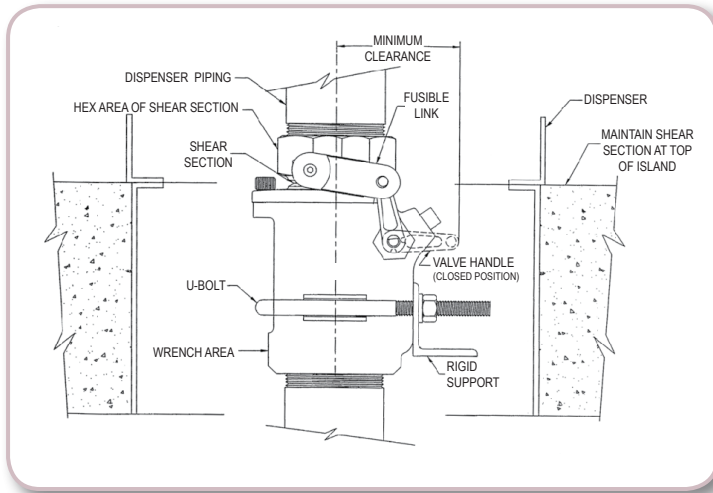 MINIMUM
CLEARANCE
DISPENSER PIPING
HEX AREA OF SHEAR SECTION
FUSIBLE
LINK
DISPENSER
SHEAR
SECTION
MAINTAIN SHEAR
SECTION AT TOP
OF ISLAND
VALVE HANDLE
(CLOSED POSITION)
U-BOLT
WRENCH AREA
RIGID
SUPPORT